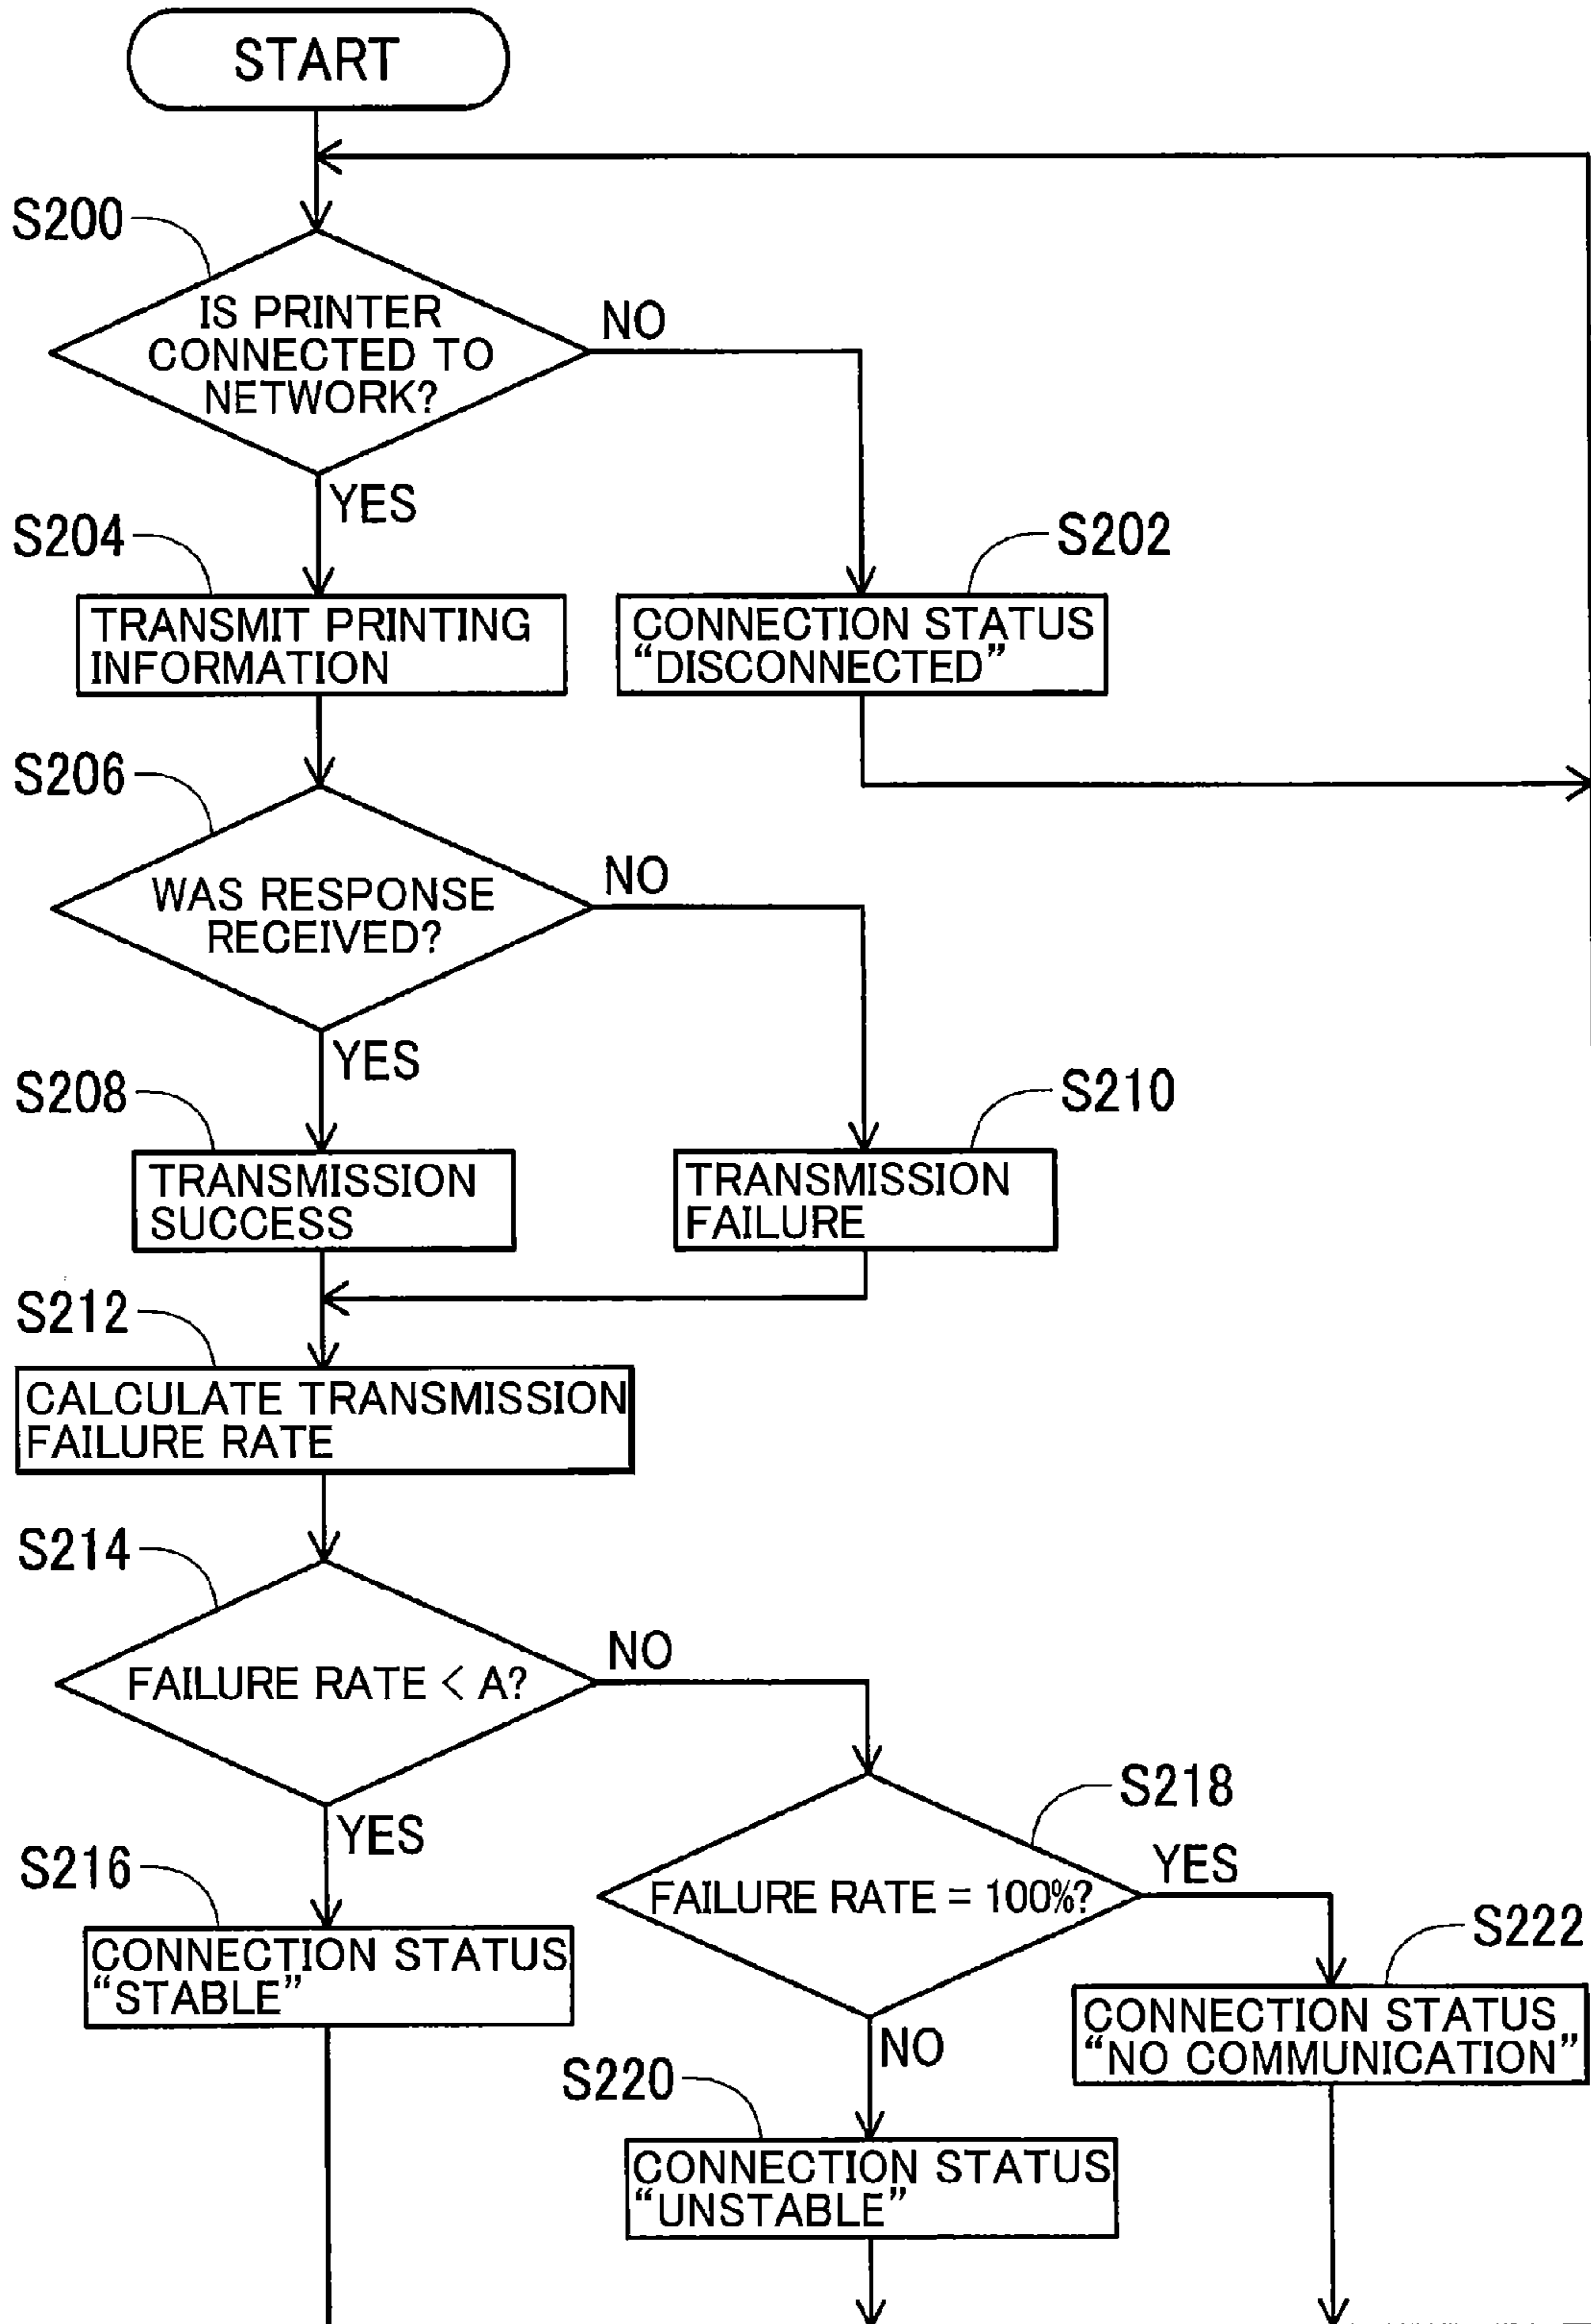 START
S200
IS PRINTER
CONNECTED TO
NETWORK?
NO
YES
S204
TRANSMIT PRINTING
INFORMATION
S202
CONNECTION STATUS
“DISCONNECTED”
S206
WAS RESPONSE
RECEIVED?
NO
YES
S208
TRANSMISSION
SUCCESS
S210
TRANSMISSION
FAILURE
S212
CALCULATE TRANSMISSION
FAILURE RATE
S214
FAILURE RATE < A?
NO
YES
S216
CONNECTION STATUS
“STABLE”
S218
FAILURE RATE = 100%?
YES
NO
S222
CONNECTION STATUS
“NO COMMUNICATION”
S220
CONNECTION STATUS
“UNSTABLE”